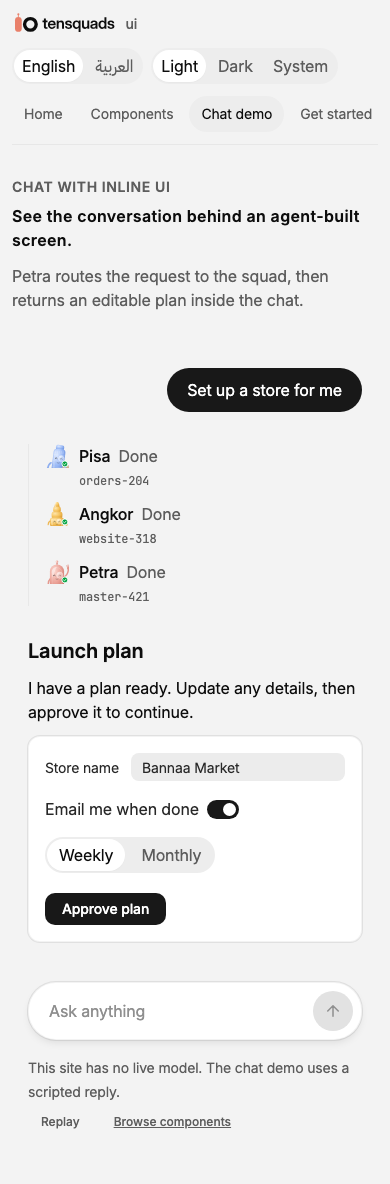 tensquads ui
English العربية Light Dark System
Home Components Chat demo Get started
CHAT WITH INLINE UI
See the conversation behind an agent-built
screen.
Petra routes the request to the squad, then
returns an editable plan inside the chat.
Set up a store for me
Pisa Done
orders-204
Angkor Done
website-318
Petra Done
master-421
Launch plan
I have a plan ready. Update any details, then
approve it to continue.
Store name Bannaa Market
Email me when done
Weekly Monthly
Approve plan
Ask anything
This site has no live model. The chat demo uses a
scripted reply.
Replay Browse components